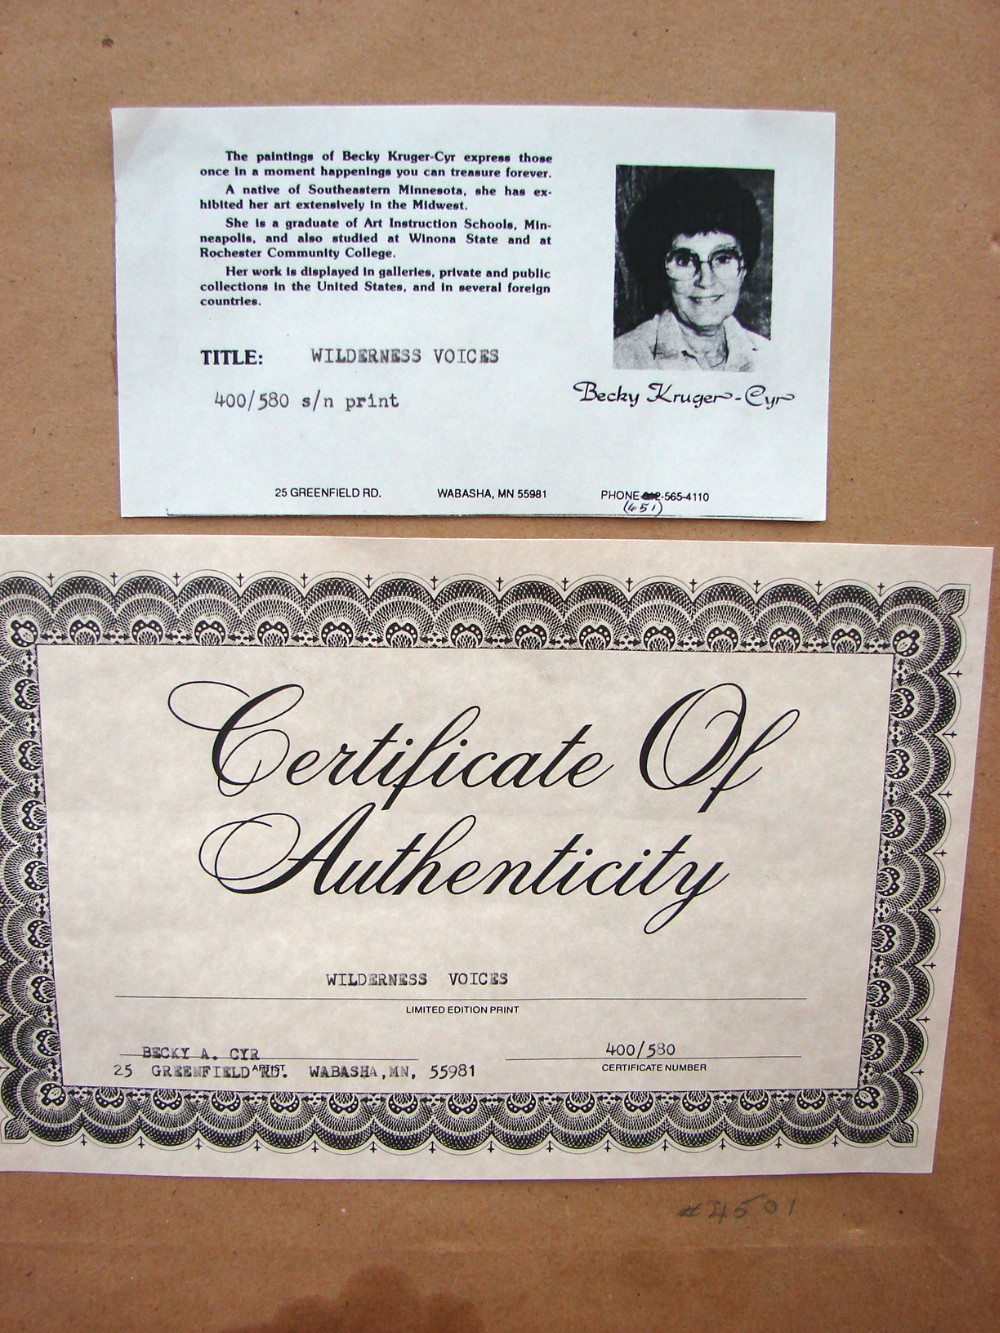 The paintings of Becky Kruger-Cyr express those
once in a moment happenings you can treasure forever.
A native of Southeastern Minnesota, she has ex-
hibited her art extensively in the Midwest.
She is a graduate of Art Instruction Schools, Min-
neapolis, and also studied at Winona State and at
Rochester Community College.
Her work is displayed in galleries, private and public
collections in the United States, and in several foreign
countries.
TITLE: WILDERNESS VOICES
400/580 s/n print
Becky Kruger-Cyr
25 GREENFIELD RD. WABASHA, MN 55981 PHONE -565-4110
(651)
Certificate Of
Authenticity
WILDERNESS VOICES
LIMITED EDITION PRINT
BECKY A. CYR 400/580
ARTIST CERTIFICATE NUMBER
25 GREENFIELD RD. WABASHA,MN, 55981
#4501